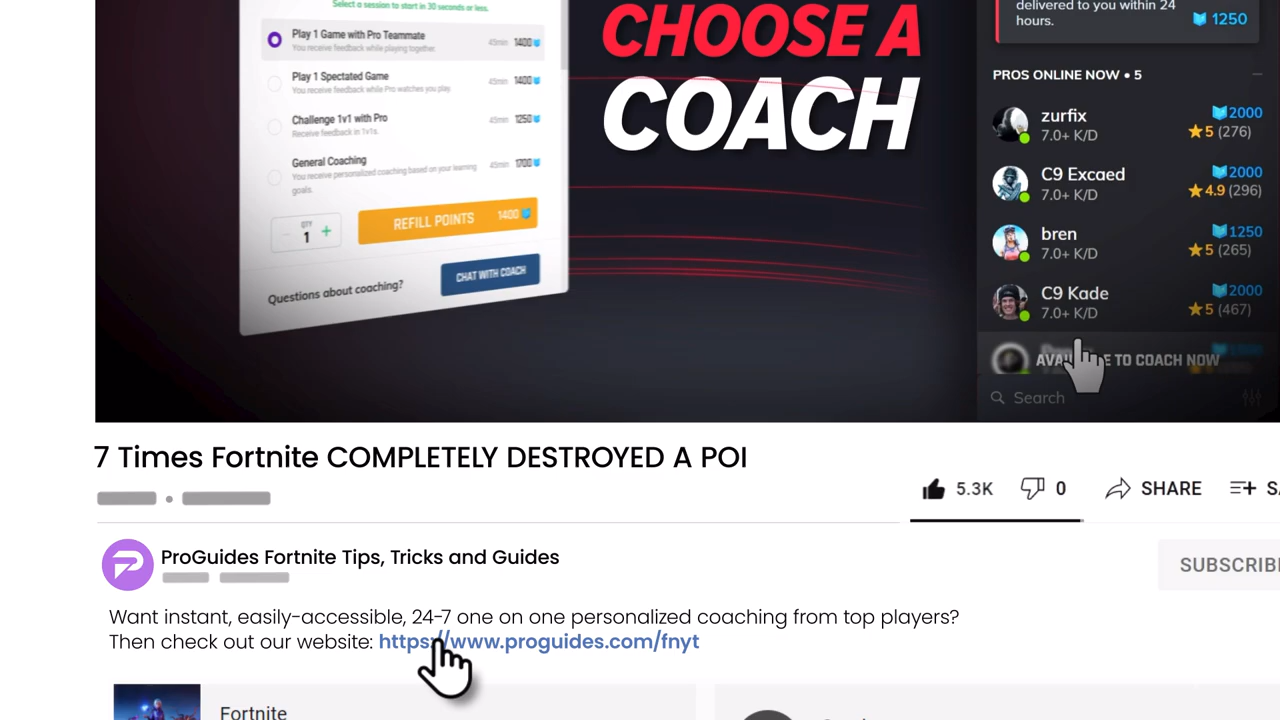 Select a session to start in 30 seconds or less.
Play 1 Game with Pro Teammate
You receive feedback while playing together.
45min 1400
Play 1 Spectated Game
You receive feedback while Pro watches you play.
45min 1400
Challenge 1v1 with Pro
Receive feedback in 1v1s.
45min 1250
General Coaching
You receive personalized coaching based on your learning
goals.
45min 1700
QTY
- 1 +
REFILL POINTS 1400
Questions about coaching?
CHAT WITH COACH
CHOOSE A
COACH
delivered to you within 24
hours.
1250
PROS ONLINE NOW • 5
zurfix 2000
7.0+ K/D 5 (276)
C9 Excaed 2000
7.0+ K/D 4.9 (296)
bren 1250
7.0+ K/D 5 (265)
C9 Kade 2000
7.0+ K/D 5 (467)
TO COACH NOW
Search
7 Times Fortnite COMPLETELY DESTROYED A POI
5.3K 0 SHARE
ProGuides Fortnite Tips, Tricks and Guides
SUBSCRIB
Want instant, easily-accessible, 24-7 one on one personalized coaching from top players?
Then check out our website: https://www.proguides.com/fnyt
Fortnite